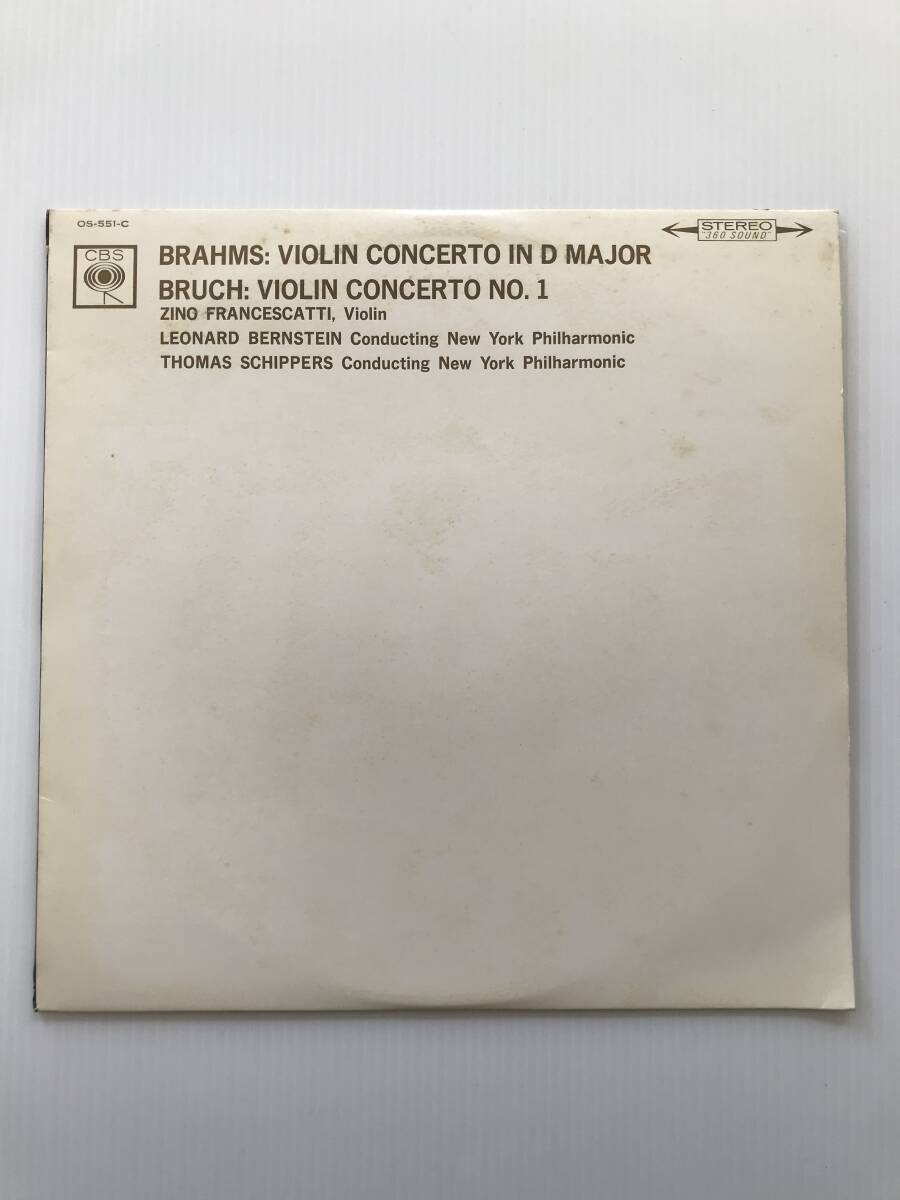 OS-551-C
CBS
STEREO
"360 SOUND"
BRAHMS: VIOLIN CONCERTO IN D MAJOR
BRUCH: VIOLIN CONCERTO NO. 1
ZINO FRANCESCATTI, Violin
LEONARD BERNSTEIN Conducting New York Philharmonic
THOMAS SCHIPPERS Conducting New York Philharmonic